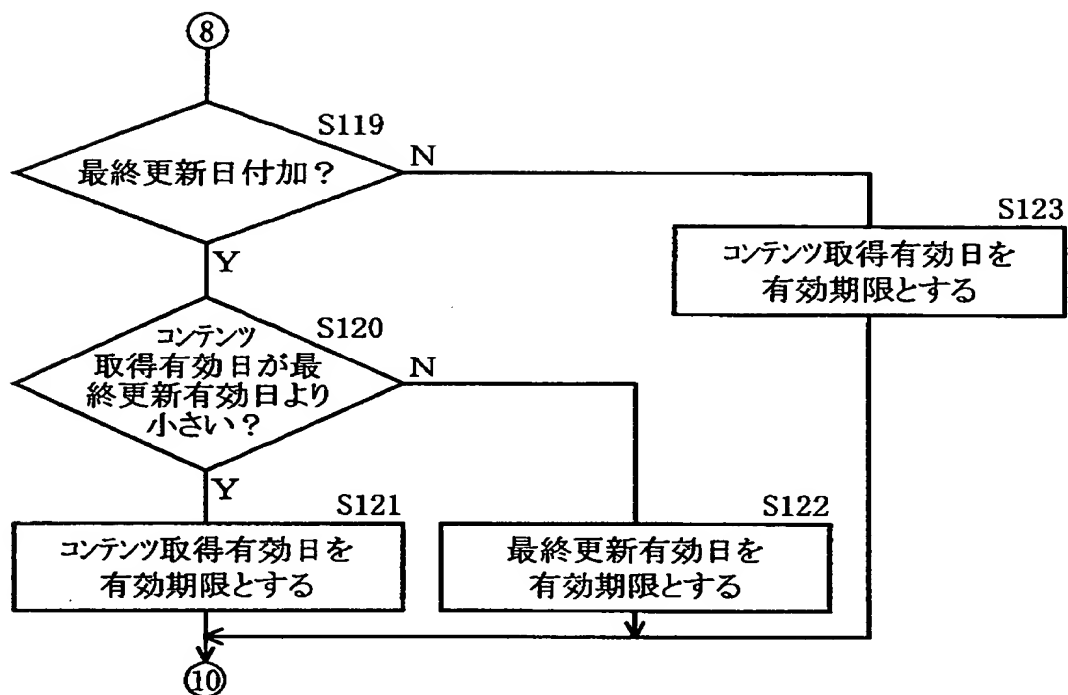 ⑧
S119
最終更新日付加？
N
Y
S123
コンテンツ取得有効日を
有効期限とする
S120
コンテンツ
取得有効日が最
終更新有効日より
小さい？
N
Y
S121
コンテンツ取得有効日を
有効期限とする
S122
最終更新有効日を
有効期限とする
⑩